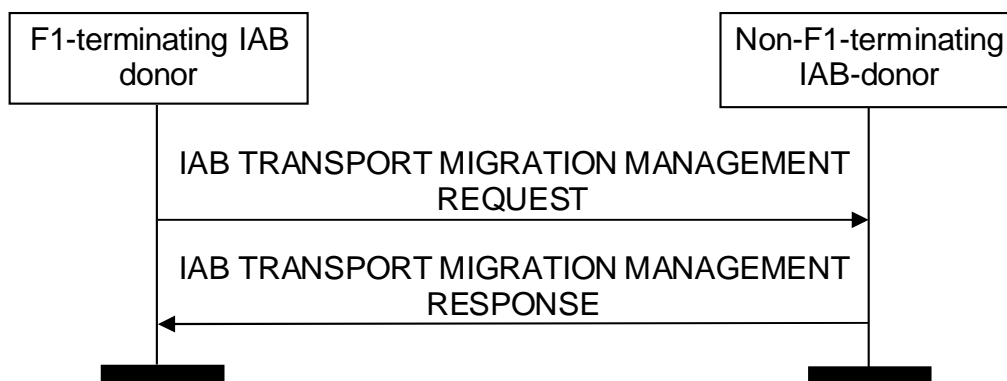 F1-terminating IAB
donor
Non-F1-terminating
IAB-donor
IAB TRANSPORT MIGRATION MANAGEMENT
REQUEST
IAB TRANSPORT MIGRATION MANAGEMENT
RESPONSE